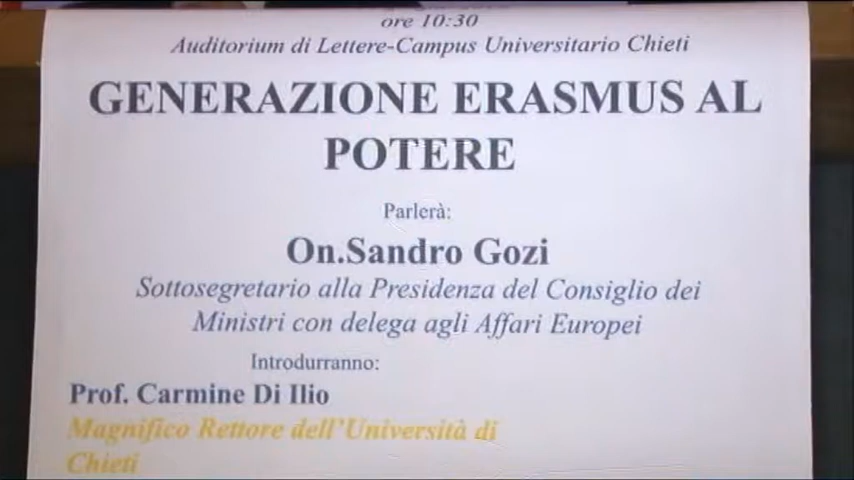 ore 10:30
Auditorium di Lettere-Campus Universitario Chieti
GENERAZIONE ERASMUS AL
POTERE
Parlerà:
On.Sandro Gozi
Sottosegretario alla Presidenza del Consiglio dei
Ministri con delega agli Affari Europei
Introdurranno:
Prof. Carmine Di Ilio
Magnifico Rettore dell'Università di
Chieti